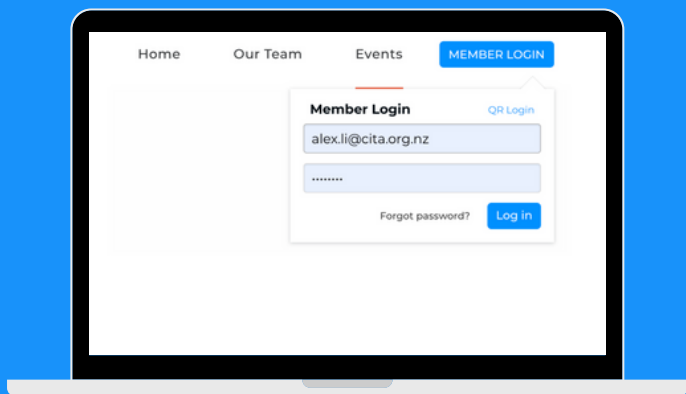 Home Our Team Events MEMBER LOGIN
Member Login QR Login
alex.li@cita.org.nz
••••••••
Forgot password? Log in